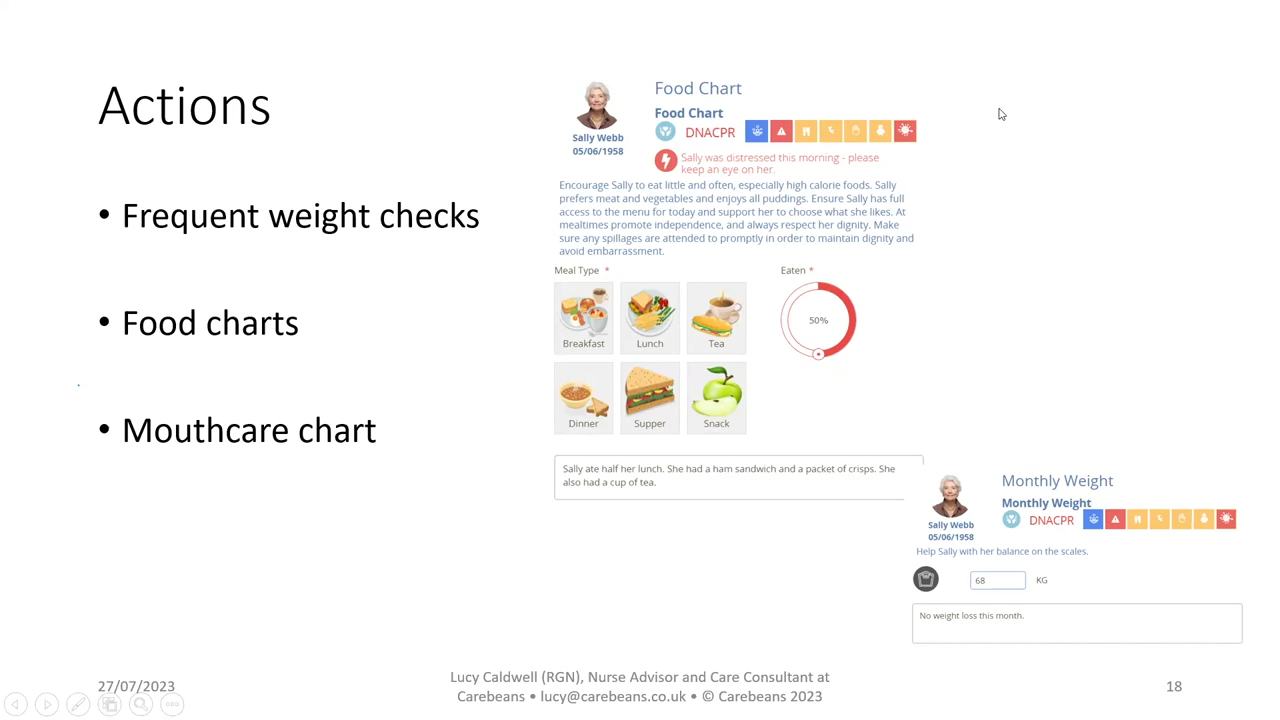 Actions
• Frequent weight checks
• Food charts
• Mouthcare chart
Food Chart
Food Chart
Sally Webb
05/06/1958
DNACPR
Sally was distressed this morning - please
keep an eye on her.
Encourage Sally to eat little and often, especially high calorie foods. Sally
prefers meat and vegetables and enjoys all puddings. Ensure Sally has full
access to the menu for today and support her to choose what she likes. At
mealtimes promote independence, and always respect her dignity. Make
sure any spillages are attended to promptly in order to maintain dignity and
avoid embarrassment.
Meal Type *
Eaten *
Breakfast
Lunch
Tea
50%
Dinner
Supper
Snack
Sally ate half her lunch. She had a ham sandwich and a packet of crisps. She
also had a cup of tea.
Monthly Weight
Monthly Weight
Sally Webb
05/06/1958
DNACPR
Help Sally with her balance on the scales.
68
KG
No weight loss this month.
27/07/2023
Lucy Caldwell (RGN), Nurse Advisor and Care Consultant at
Carebeans • lucy@carebeans.co.uk • © Carebeans 2023
18